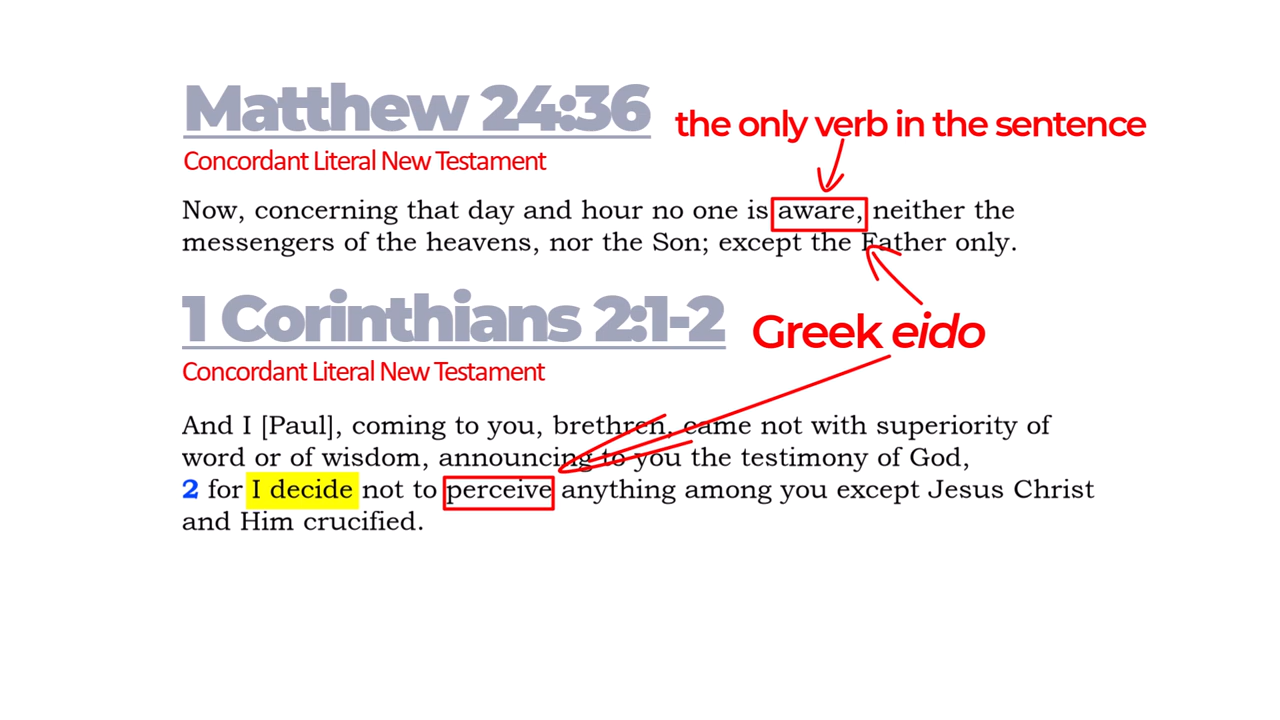 Matthew 24:36
the only verb in the sentence
Concordant Literal New Testament
Now, concerning that day and hour no one is aware, neither the
messengers of the heavens, nor the Son; except the Father only.
1 Corinthians 2:1-2
Greek eido
Concordant Literal New Testament
And I [Paul], coming to you, brethren, came not with superiority of
word or of wisdom, announcing to you the testimony of God,
2 for I decide not to perceive anything among you except Jesus Christ
and Him crucified.